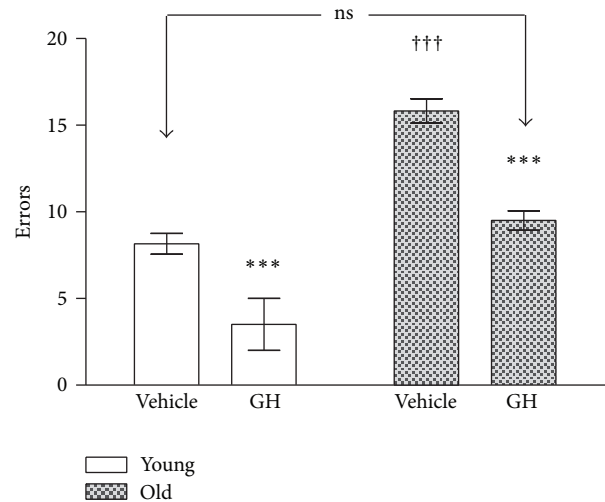 ns
20
†††
15
***
10
***
5
0
Errors
Vehicle GH Vehicle GH
Young
Old